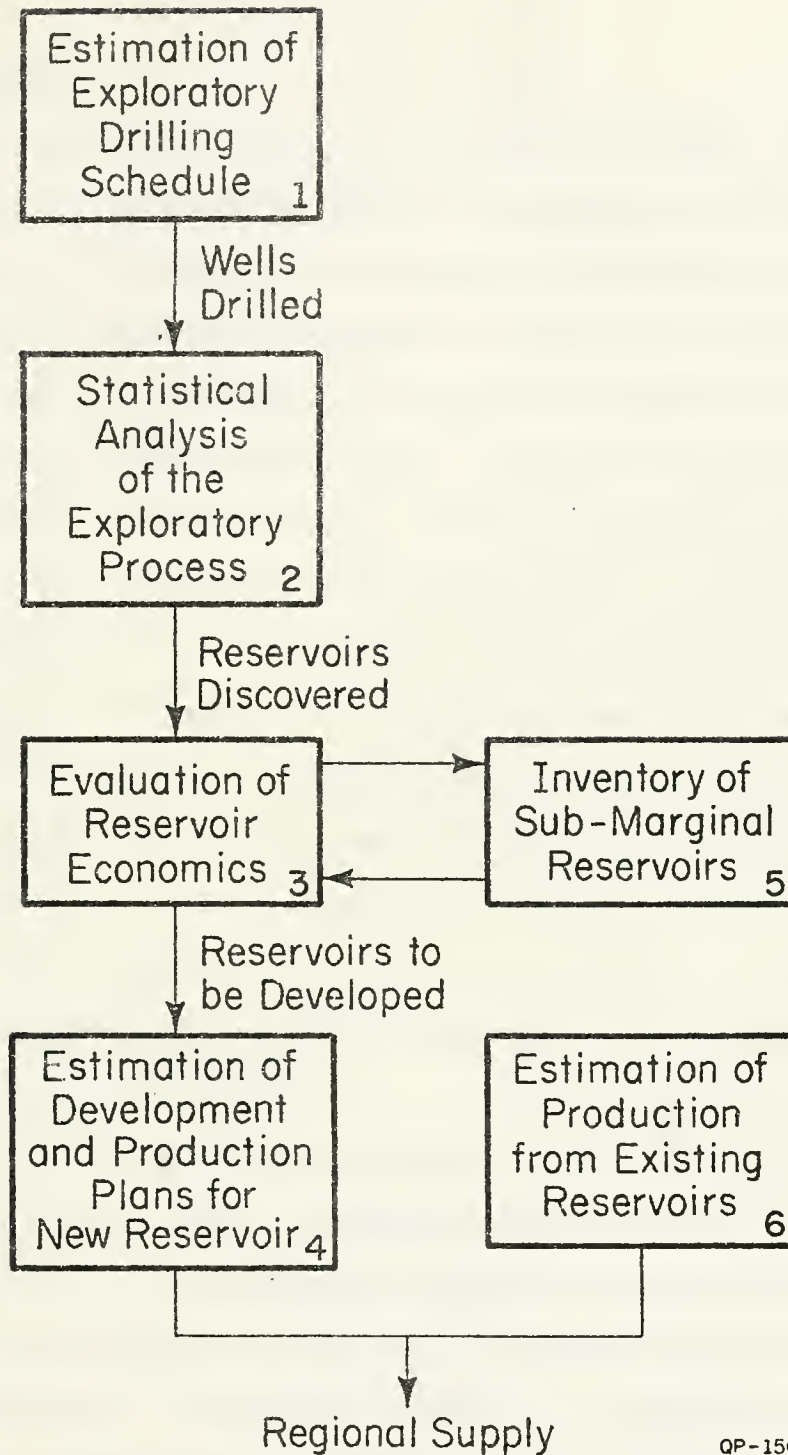 Estimation of
Exploratory
Drilling
Schedule 1
Wells
Drilled
Statistical
Analysis
of the
Exploratory
Process 2
Reservoirs
Discovered
Evaluation of
Reservoir
Economics 3
Inventory of
Sub-Marginal
Reservoirs 5
Reservoirs to
be Developed
Estimation of
Development
and Production
Plans for
New Reservoir 4
Estimation of
Production
from Existing
Reservoirs 6
Regional Supply